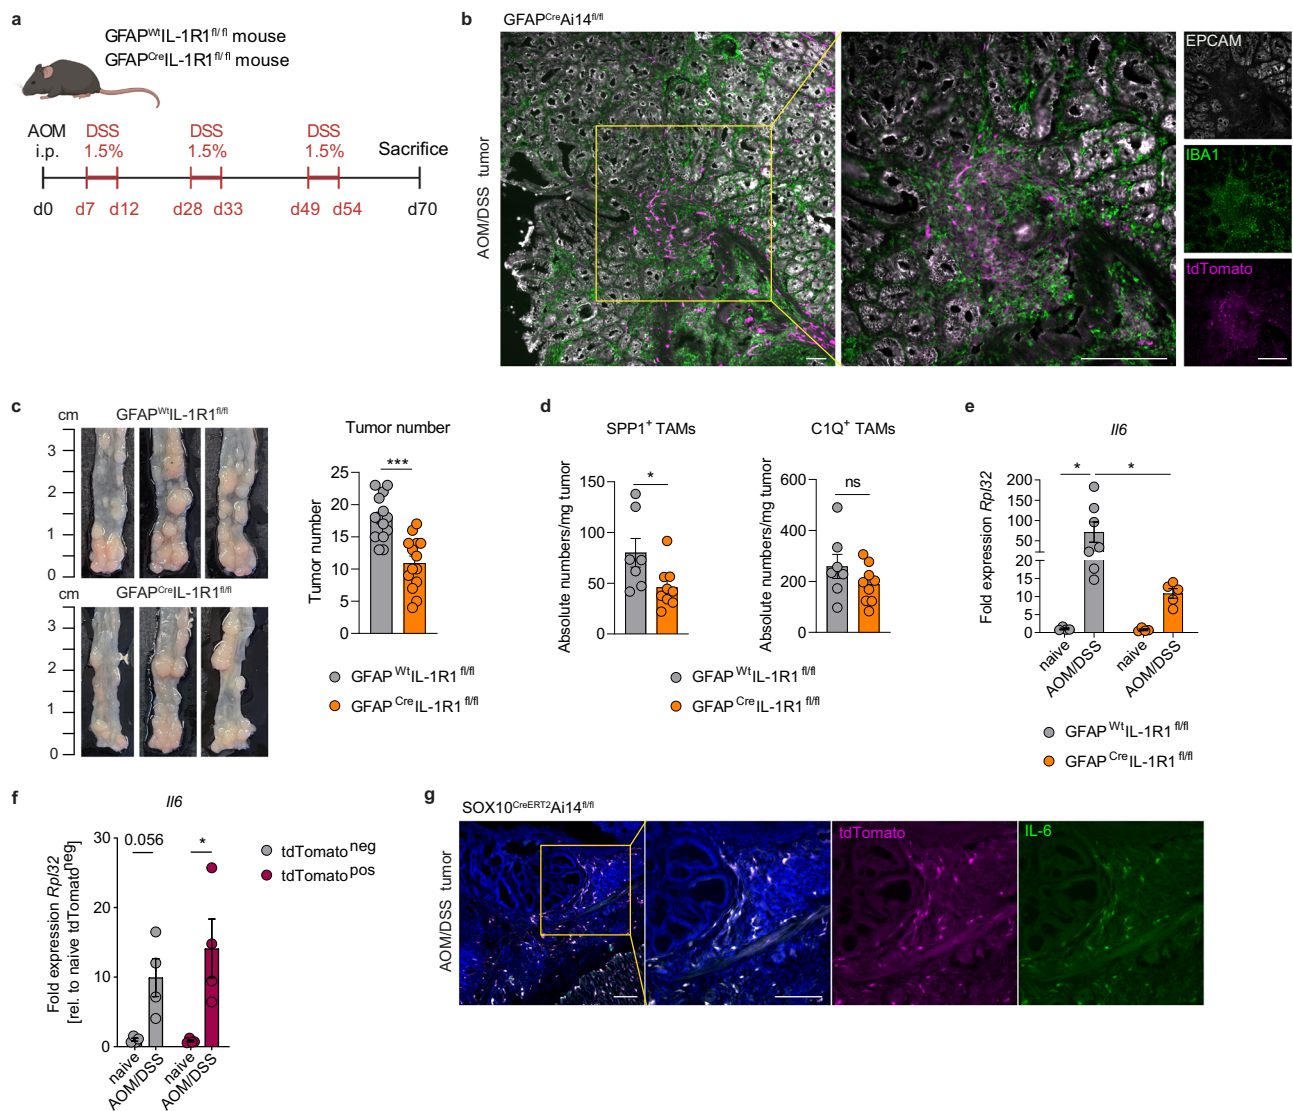 a
GFAPWtIL-1R1fl/fl mouse
GFAPCreIL-1R1fl/fl mouse
AOM i.p.
DSS 1.5%
DSS 1.5%
DSS 1.5%
Sacrifice
d0 d7 d12 d28 d33 d49 d54 d70
b
GFAPCreAi14fl/fl
AOM/DSS tumor
EPCAM
IBA1
tdTomato
c
cm GFAPWtIL-1R1fl/fl
3
2
1
0
cm GFAPCreIL-1R1fl/fl
3
2
1
0
Tumor number
Tumor number
25
20
15
10
5
0
***
GFAPWtIL-1R1fl/fl
GFAPCreIL-1R1fl/fl
d
SPP1+ TAMs
Absolute numbers/mg tumor
150
100
50
0
*
C1Q+ TAMs
Absolute numbers/mg tumor
600
400
200
0
ns
GFAPWtIL-1R1fl/fl
GFAPCreIL-1R1fl/fl
e
Il6
Fold expression Rpl32
200
150
100
50
20
15
10
5
0
* *
naive AOM/DSS naive AOM/DSS
GFAPWtIL-1R1fl/fl
GFAPCreIL-1R1fl/fl
f
Il6
Fold expression Rpl32
[rel. to naive tdTomatoneg]
30
20
10
0
0.056 *
naive AOM/DSS naive AOM/DSS
tdTomatoneg
tdTomatopos
g
SOX10CreERT2Ai14fl/fl
AOM/DSS tumor
tdTomato
IL-6